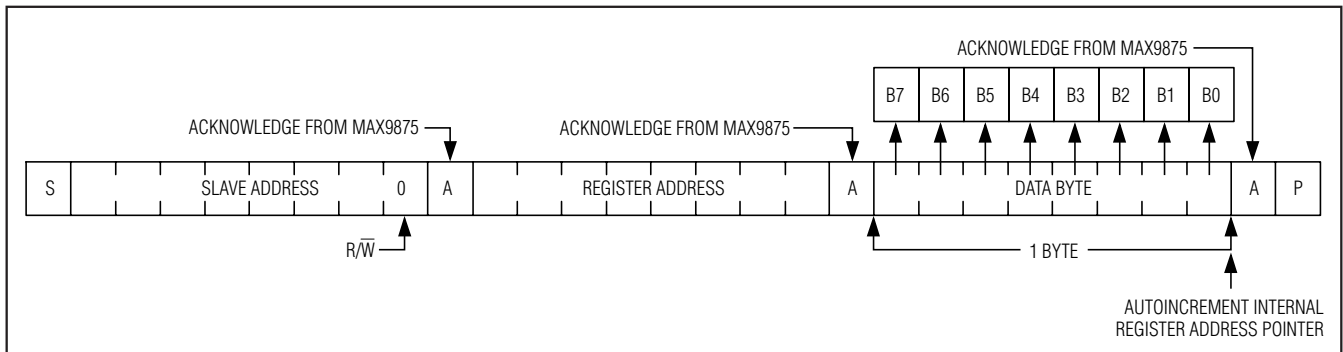 ACKNOWLEDGE FROM MAX9875
B7 B6 B5 B4 B3 B2 B1 B0
ACKNOWLEDGE FROM MAX9875
ACKNOWLEDGE FROM MAX9875
S SLAVE ADDRESS 0 A REGISTER ADDRESS A DATA BYTE A P
R/W̅
1 BYTE
AUTOINCREMENT INTERNAL
REGISTER ADDRESS POINTER